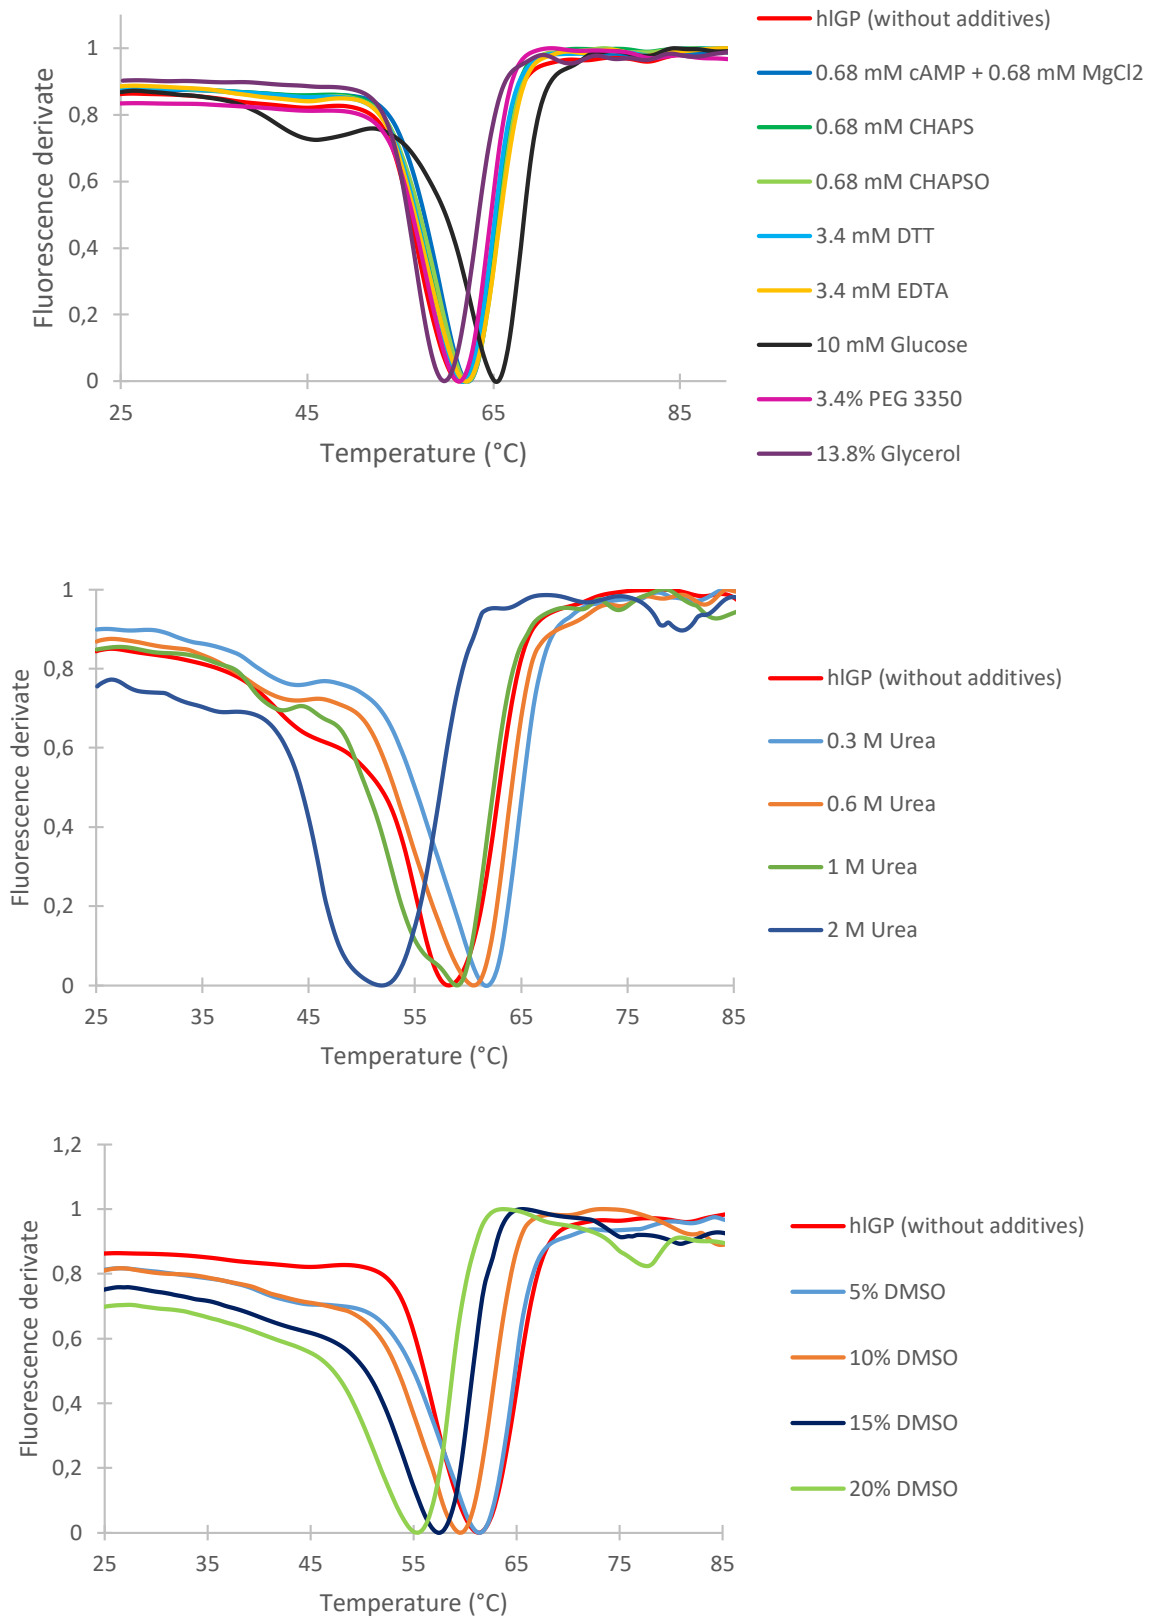 Fluorescence derivate
1
0,8
0,6
0,4
0,2
0
25
45
65
85
Temperature (°C)
hlGP (without additives)
0.68 mM cAMP + 0.68 mM MgCl2
0.68 mM CHAPS
0.68 mM CHAPSO
3.4 mM DTT
3.4 mM EDTA
10 mM Glucose
3.4% PEG 3350
13.8% Glycerol
Fluorescence derivate
1
0,8
0,6
0,4
0,2
0
25
35
45
55
65
75
85
Temperature (°C)
hlGP (without additives)
0.3 M Urea
0.6 M Urea
1 M Urea
2 M Urea
Fluorescence derivate
1,2
1
0,8
0,6
0,4
0,2
0
25
35
45
55
65
75
85
Temperature (°C)
hlGP (without additives)
5% DMSO
10% DMSO
15% DMSO
20% DMSO